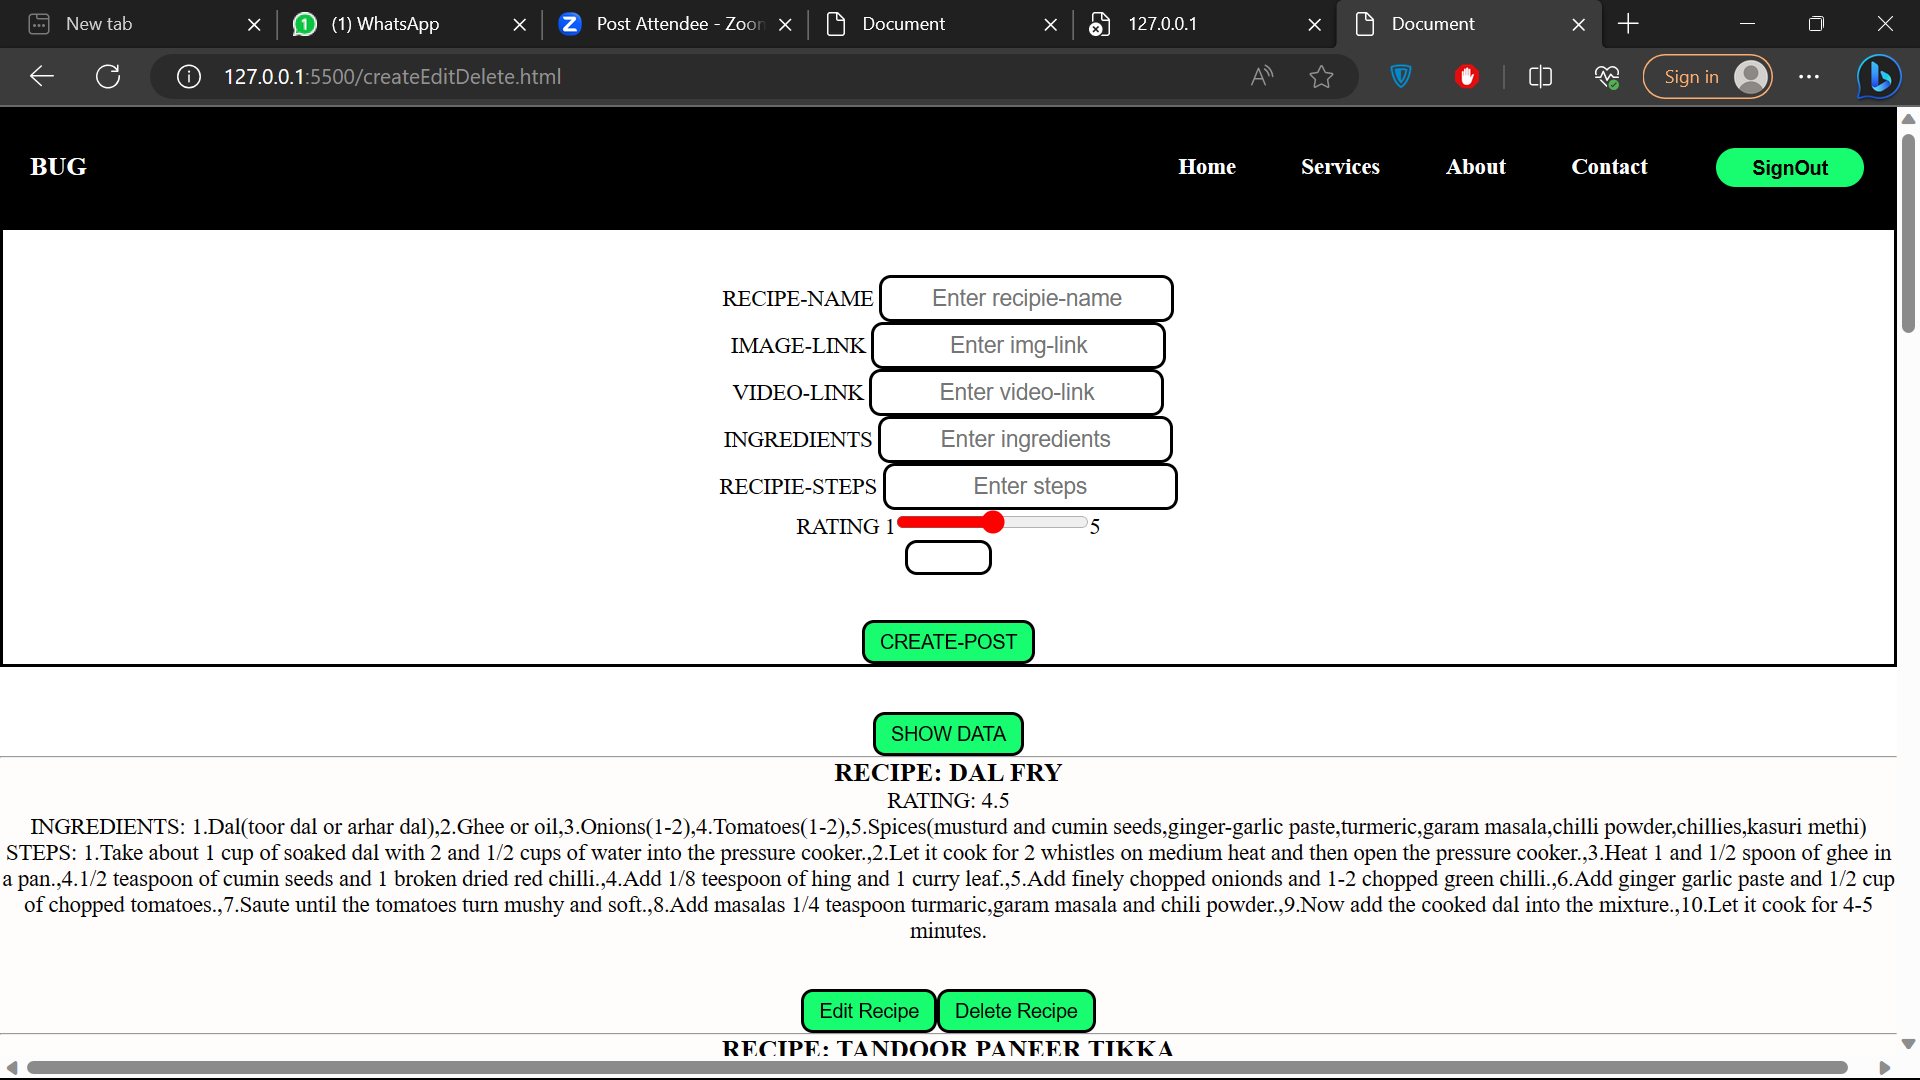 New tab
(1) WhatsApp
Post Attendee - Zoom
Document
127.0.0.1
Document
127.0.0.1:5500/createEditDelete.html
Sign in
BUG
Home
Services
About
Contact
SignOut
RECIPE-NAME
Enter recipie-name
IMAGE-LINK
Enter img-link
VIDEO-LINK
Enter video-link
INGREDIENTS
Enter ingredients
RECIPIE-STEPS
Enter steps
RATING 1
5
CREATE-POST
SHOW DATA
RECIPE: DAL FRY
RATING: 4.5
INGREDIENTS: 1.Dal(toor dal or arhar dal),2.Ghee or oil,3.Onions(1-2),4.Tomatoes(1-2),5.Spices(musturd and cumin seeds,ginger-garlic paste,turmeric,garam masala,chilli powder,chillies,kasuri methi)
STEPS: 1.Take about 1 cup of soaked dal with 2 and 1/2 cups of water into the pressure cooker.,2.Let it cook for 2 whistles on medium heat and then open the pressure cooker.,3.Heat 1 and 1/2 spoon of ghee in
a pan.,4.1/2 teaspoon of cumin seeds and 1 broken dried red chilli.,4.Add 1/8 teespoon of hing and 1 curry leaf.,5.Add finely chopped onionds and 1-2 chopped green chilli.,6.Add ginger garlic paste and 1/2 cup
of chopped tomatoes.,7.Saute until the tomatoes turn mushy and soft.,8.Add masalas 1/4 teaspoon turmaric,garam masala and chili powder.,9.Now add the cooked dal into the mixture.,10.Let it cook for 4-5
minutes.
Edit Recipe
Delete Recipe
RECIPE: TANDOOR PANEER TIKKA